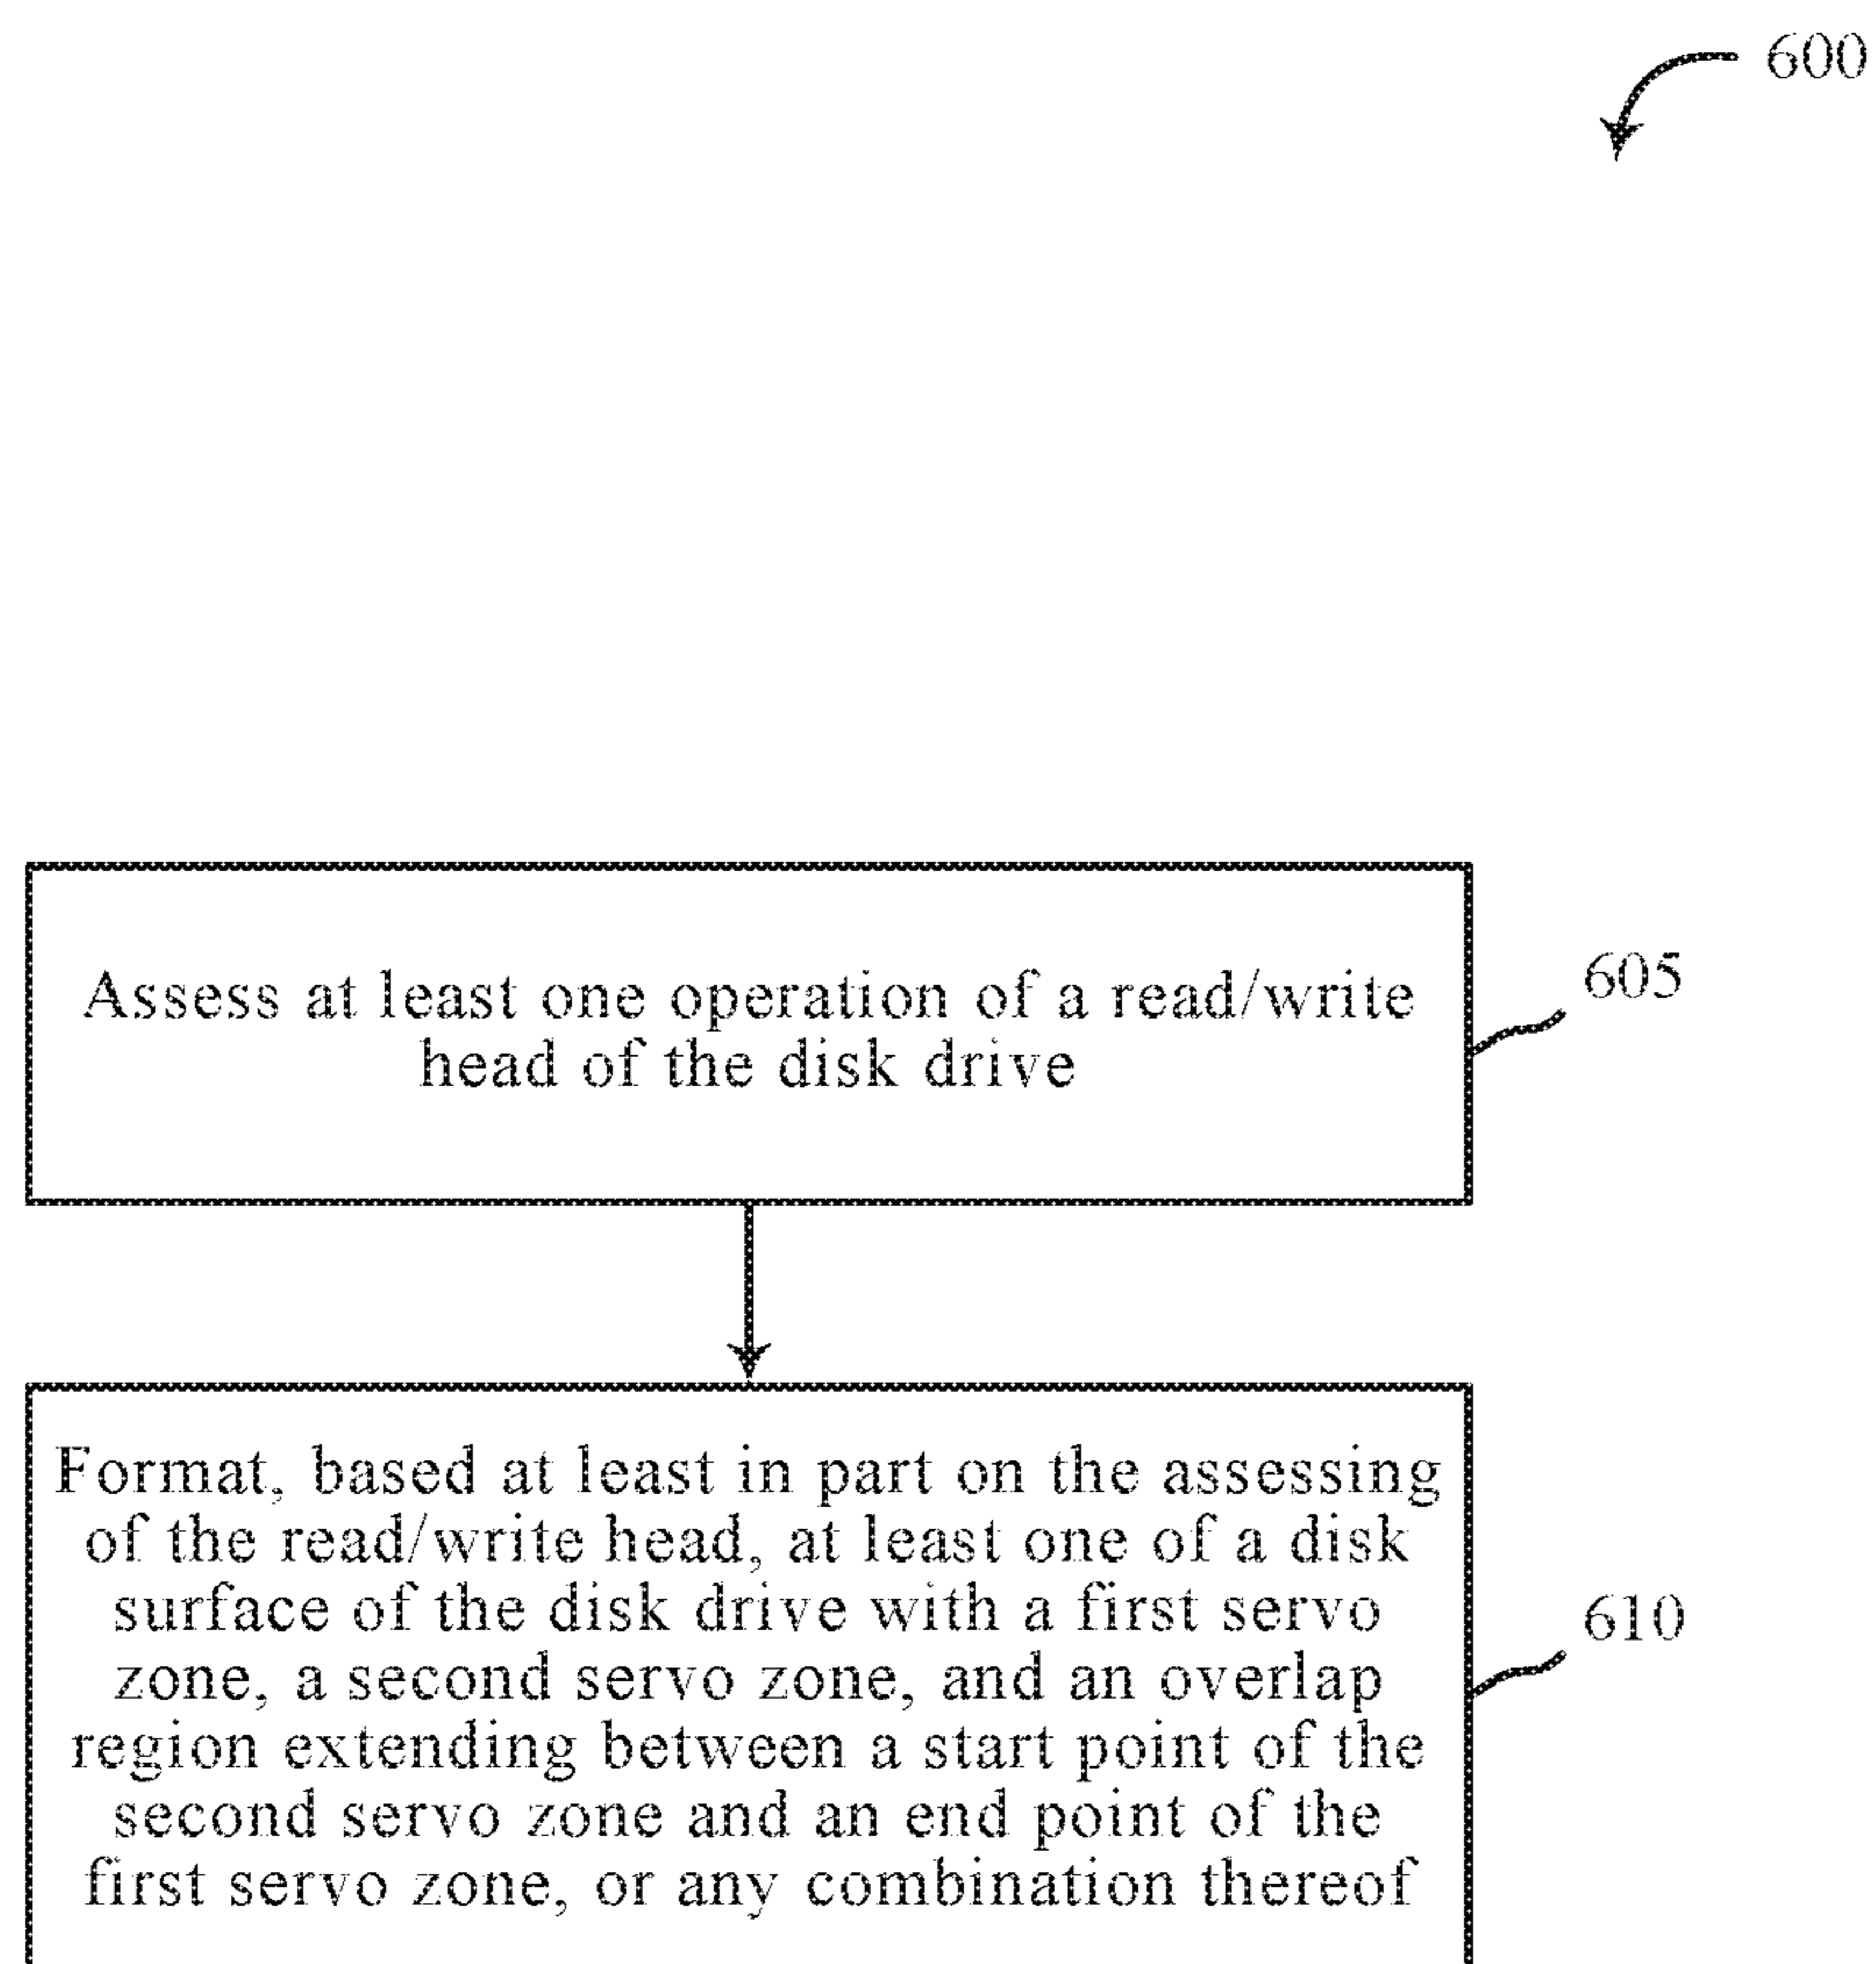 600
Assess at least one operation of a read/write
head of the disk drive
605
Format, based at least in part on the assessing
of the read/write head, at least one of a disk
surface of the disk drive with a first servo
zone, a second servo zone, and an overlap
region extending between a start point of the
second servo zone and an end point of the
first servo zone, or any combination thereof
610